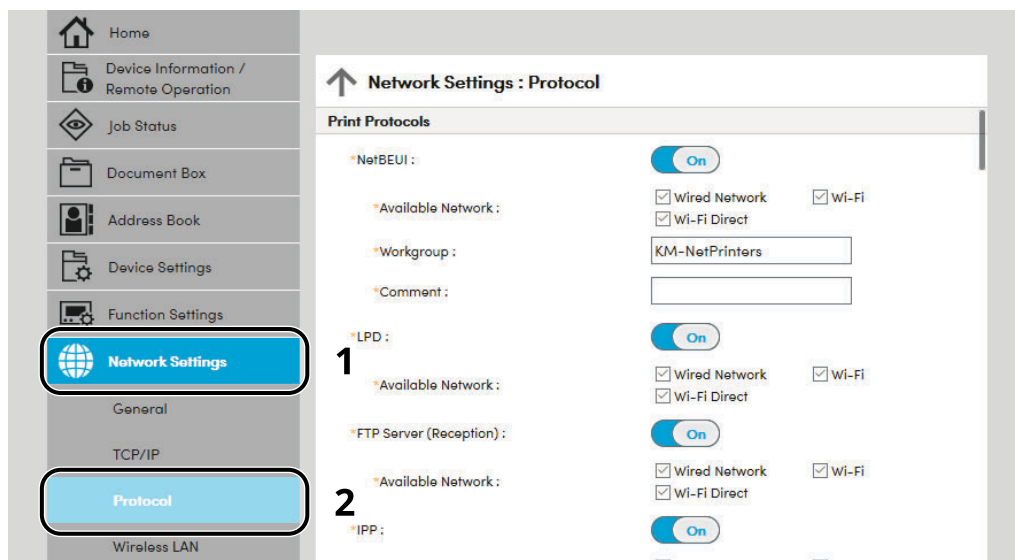 Home
Device Information /
Remote Operation
Job Status
Document Box
Address Book
Device Settings
Function Settings
Network Settings
1
General
TCP/IP
Protocol
2
Wireless LAN
Network Settings : Protocol
Print Protocols
*NetBEUI : On
*Available Network : Wired Network Wi-Fi
Wi-Fi Direct
*Workgroup : KM-NetPrinters
*Comment :
*LPD : On
*Available Network : Wired Network Wi-Fi
Wi-Fi Direct
*FTP Server (Reception) : On
*Available Network : Wired Network Wi-Fi
Wi-Fi Direct
*IPP : On